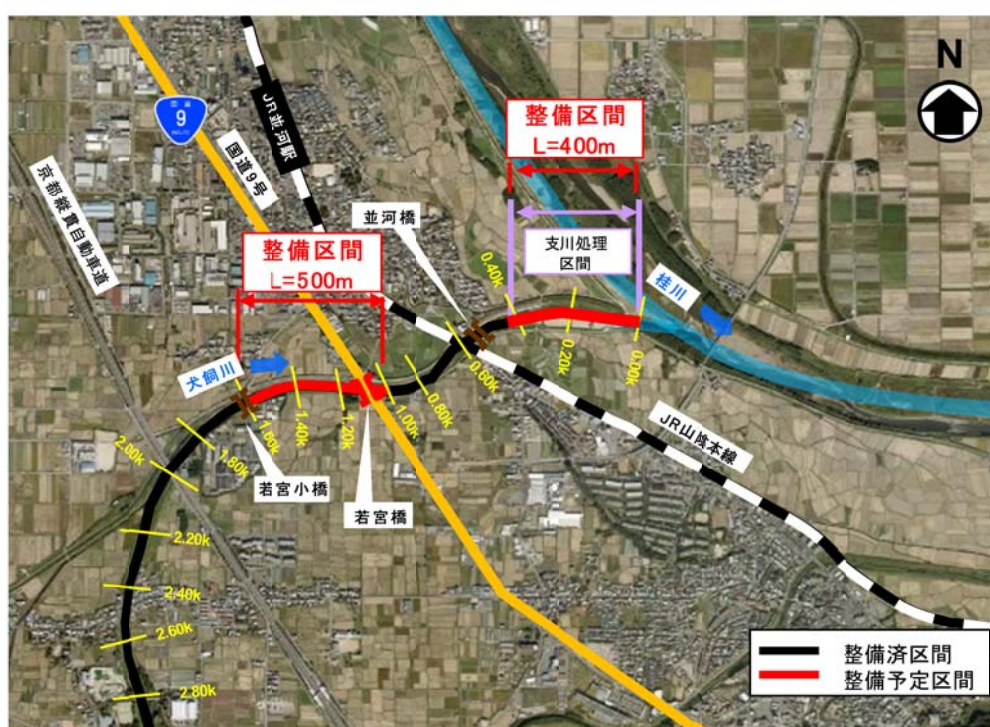 N
国道
9
JR並河駅
国道9号
京都縦貫自動車道
整備区間
L=400m
並河橋
支川処理
区間
整備区間
L=500m
桂川
犬飼川
0.40k
0.20k
0.00k
0.60k
0.80k
1.00k
1.20k
1.40k
1.60k
1.80k
2.00k
若宮小橋
若宮橋
JR山陰本線
2.20k
2.40k
2.60k
2.80k
整備済区間
整備予定区間